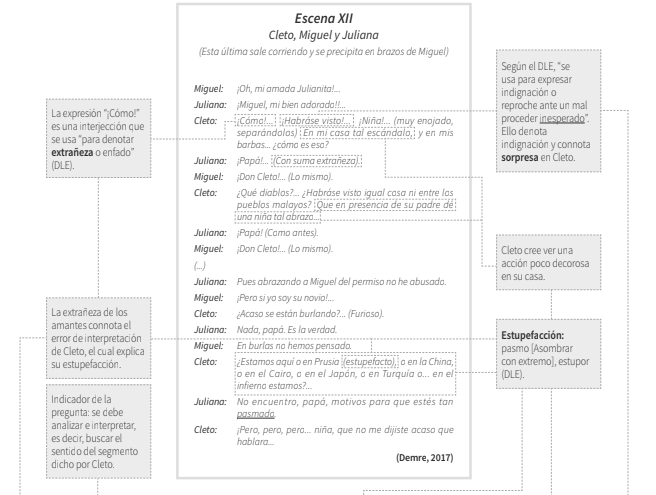 Escena XII
Cleto, Miguel y Juliana
(Esta última sale corriendo y se precipita en brazos de Miguel)
Miguel: ¡Oh, mi amada Julianita!...
Juliana: ¡Miguel, mi bien adorado!!...
Cleto: ¡Cómo!... ¡Habráse visto!... ¡Niña!... (muy enojado,
separándolos) En mi casa tal escándalo, y en mis
barbas... ¿cómo es eso?
Juliana: ¡Papá!... (Con suma extrañeza).
Miguel: ¡Don Cleto!... (Lo mismo).
Cleto: ¿Qué diablos?... ¿Habráse visto igual cosa ni entre los
pueblos malayos? Que en presencia de su padre dé
una niña tal abrazo...
Juliana: ¡Papá! (Como antes).
Miguel: ¡Don Cleto!... (Lo mismo).
(...)
Juliana: Pues abrazando a Miguel del permiso no he abusado.
Miguel: ¡Pero si yo soy su novio!...
Cleto: ¿Acaso se están burlando?... (Furioso).
Juliana: Nada, papá. Es la verdad.
Miguel: En burlas no hemos pensado.
Cleto: ¿Estamos aquí o en Prusia (estupefacto), o en la China,
o en el Cairo, o en el Japón, o en Turquía o... en el
infierno estamos?...
Juliana: No encuentro, papá, motivos para que estés tan
pasmado.
Cleto: ¡Pero, pero, pero... niña, que no me dijiste acaso que
hablara...
(Demre, 2017)
La expresión "¡Cómo!"
es una interjección que
se usa "para denotar
extrañeza o enfado"
(DLE).
La extrañeza de los
amantes connota el
error de interpretación
de Cleto, el cual explica
su estupefacción.
Indicador de la
pregunta: se debe
analizar e interpretar,
es decir, buscar el
sentido del segmento
dicho por Cleto.
Según el DLE, "se
usa para expresar
indignación o
reproche ante un mal
proceder inesperado".
Ello denota
indignación y connota
sorpresa en Cleto.
Cleto cree ver una
acción poco decorosa
en su casa.
Estupefacción:
pasmo [Asombrar
con extremo], estupor
(DLE).